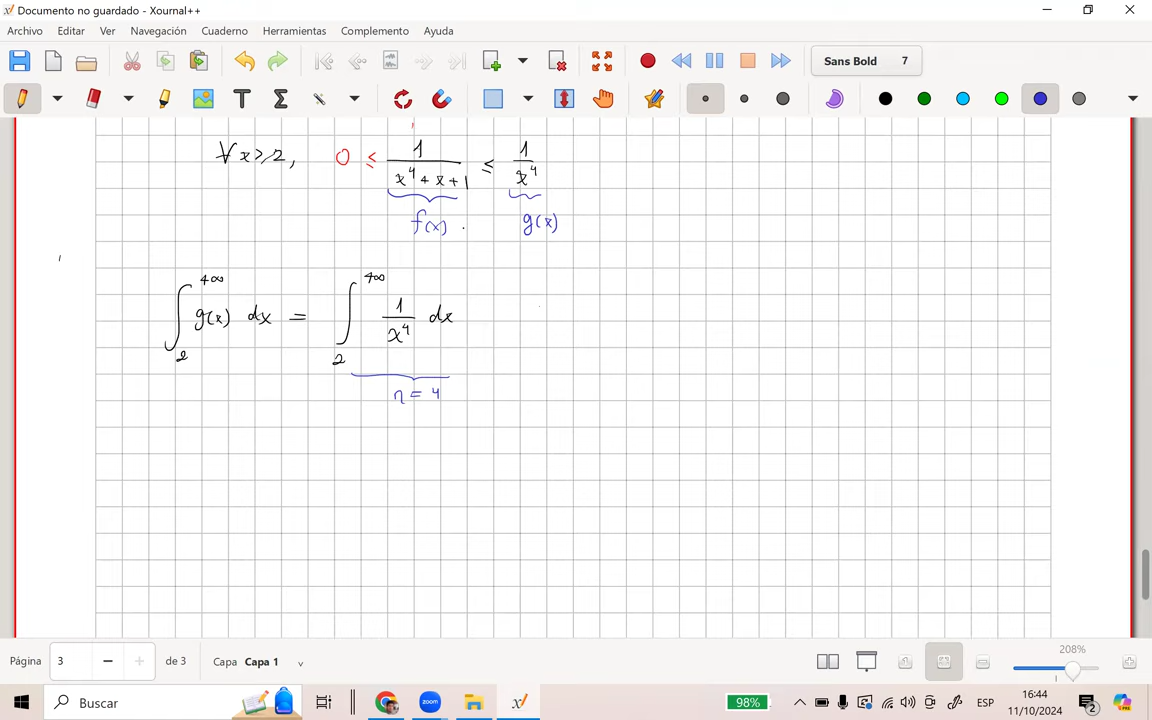 Documento no guardado - Xournal++
Archivo Editar Ver Navegación Cuaderno Herramientas Complemento Ayuda
Sans Bold 7
∀ x ≥ 2, 0 ≤ 1/(x⁴ + x + 1) ≤ 1/x⁴
f(x) . g(x)
∫₂^{+∞} g(x) dx = ∫₂^{+∞} 1/x⁴ dx
n = 4
Página 3 de 3 Capa Capa 1 208%
Buscar zoom 98% ESP 16:44
11/10/2024 2